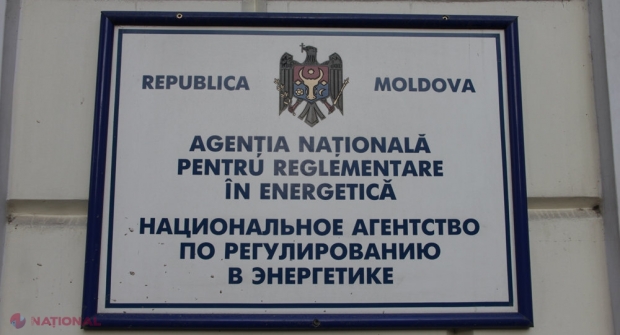 REPUBLICA MOLDOVA
AGENȚIA NAȚIONALĂ
PENTRU REGLEMENTARE
ÎN ENERGETICĂ
НАЦИОНАЛЬНОЕ АГЕНТСТВО
ПО РЕГУЛИРОВАНИЮ
В ЭНЕРГЕТИКЕ
NAȚIONAL